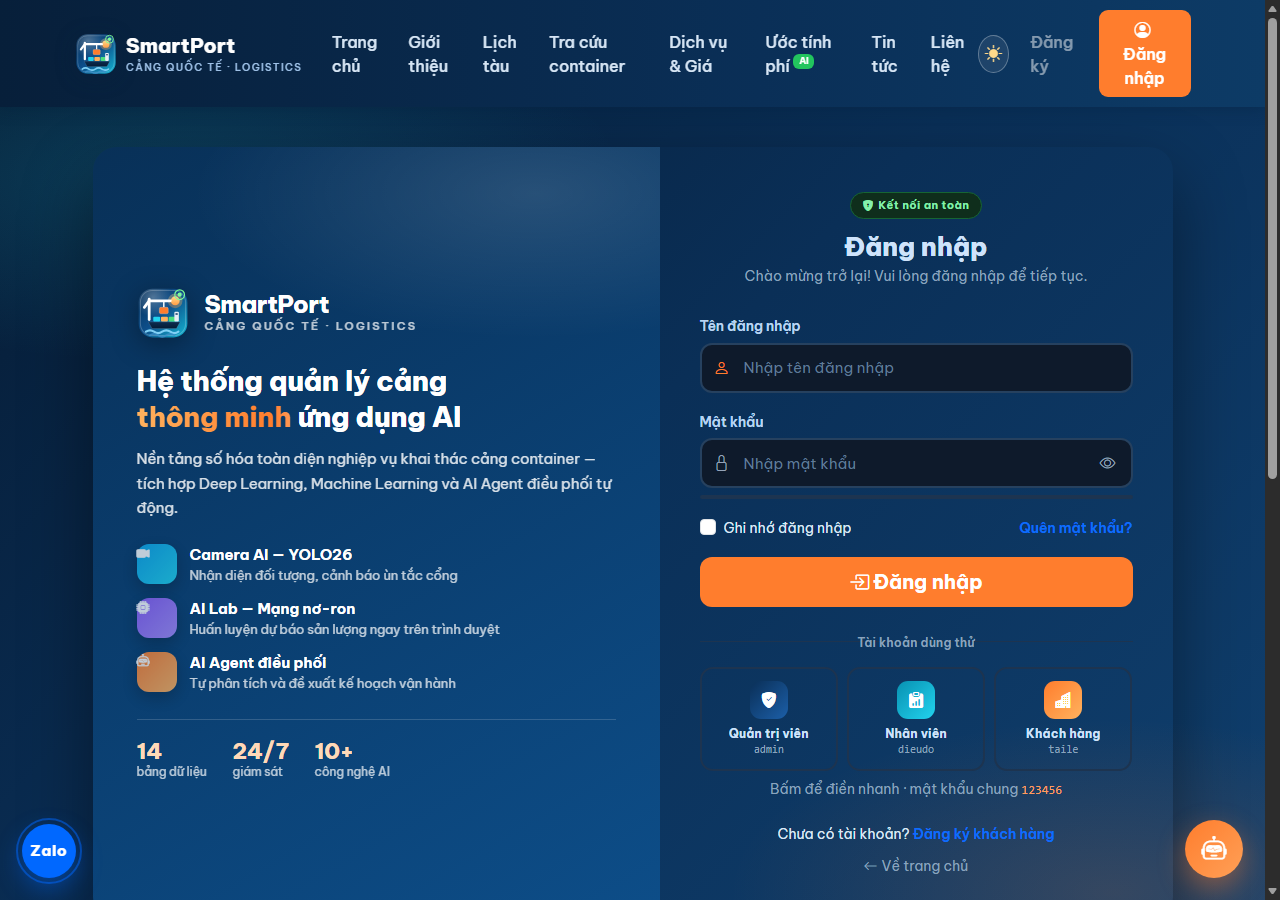 SmartPort
CẢNG QUỐC TẾ · LOGISTICS
Trang
chủ
Giới
thiệu
Lịch
tàu
Tra cứu
container
Dịch vụ
& Giá
Ước tính
phí AI
Tin
tức
Liên
hệ
Đăng
ký
Đăng
nhập
SmartPort
CẢNG QUỐC TẾ · LOGISTICS
Hệ thống quản lý cảng
thông minh ứng dụng AI
Nền tảng số hóa toàn diện nghiệp vụ khai thác cảng container —
tích hợp Deep Learning, Machine Learning và AI Agent điều phối tự
động.
Camera AI — YOLO26
Nhận diện đối tượng, cảnh báo ùn tắc cổng
AI Lab — Mạng nơ-ron
Huấn luyện dự báo sản lượng ngay trên trình duyệt
AI Agent điều phối
Tự phân tích và đề xuất kế hoạch vận hành
14
bảng dữ liệu
24/7
giám sát
10+
công nghệ AI
Kết nối an toàn
Đăng nhập
Chào mừng trở lại! Vui lòng đăng nhập để tiếp tục.
Tên đăng nhập
Nhập tên đăng nhập
Mật khẩu
Nhập mật khẩu
Ghi nhớ đăng nhập
Quên mật khẩu?
Đăng nhập
Tài khoản dùng thử
Quản trị viên
admin
Nhân viên
dieudo
Khách hàng
taile
Bấm để điền nhanh · mật khẩu chung 123456
Chưa có tài khoản? Đăng ký khách hàng
← Về trang chủ
Zalo